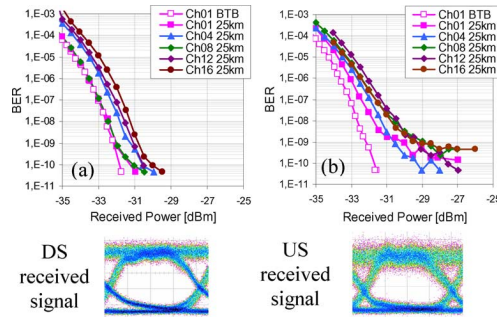 1,E-03
1,E-04
1,E-05
1,E-06
1,E-07
1,E-08
1,E-09
1,E-10
1,E-11
BER
-35 -33 -31 -29 -27 -25
Received Power [dBm]
(a)
Ch01 BTB
Ch01 25km
Ch04 25km
Ch08 25km
Ch12 25km
Ch16 25km
1,E-03
1,E-04
1,E-05
1,E-06
1,E-07
1,E-08
1,E-09
1,E-10
1,E-11
BER
-35 -33 -31 -29 -27 -25
Received Power [dBm]
(b)
Ch01 BTB
Ch01 25km
Ch04 25km
Ch08 25km
Ch12 25km
Ch16 25km
DS
received
signal
US
received
signal